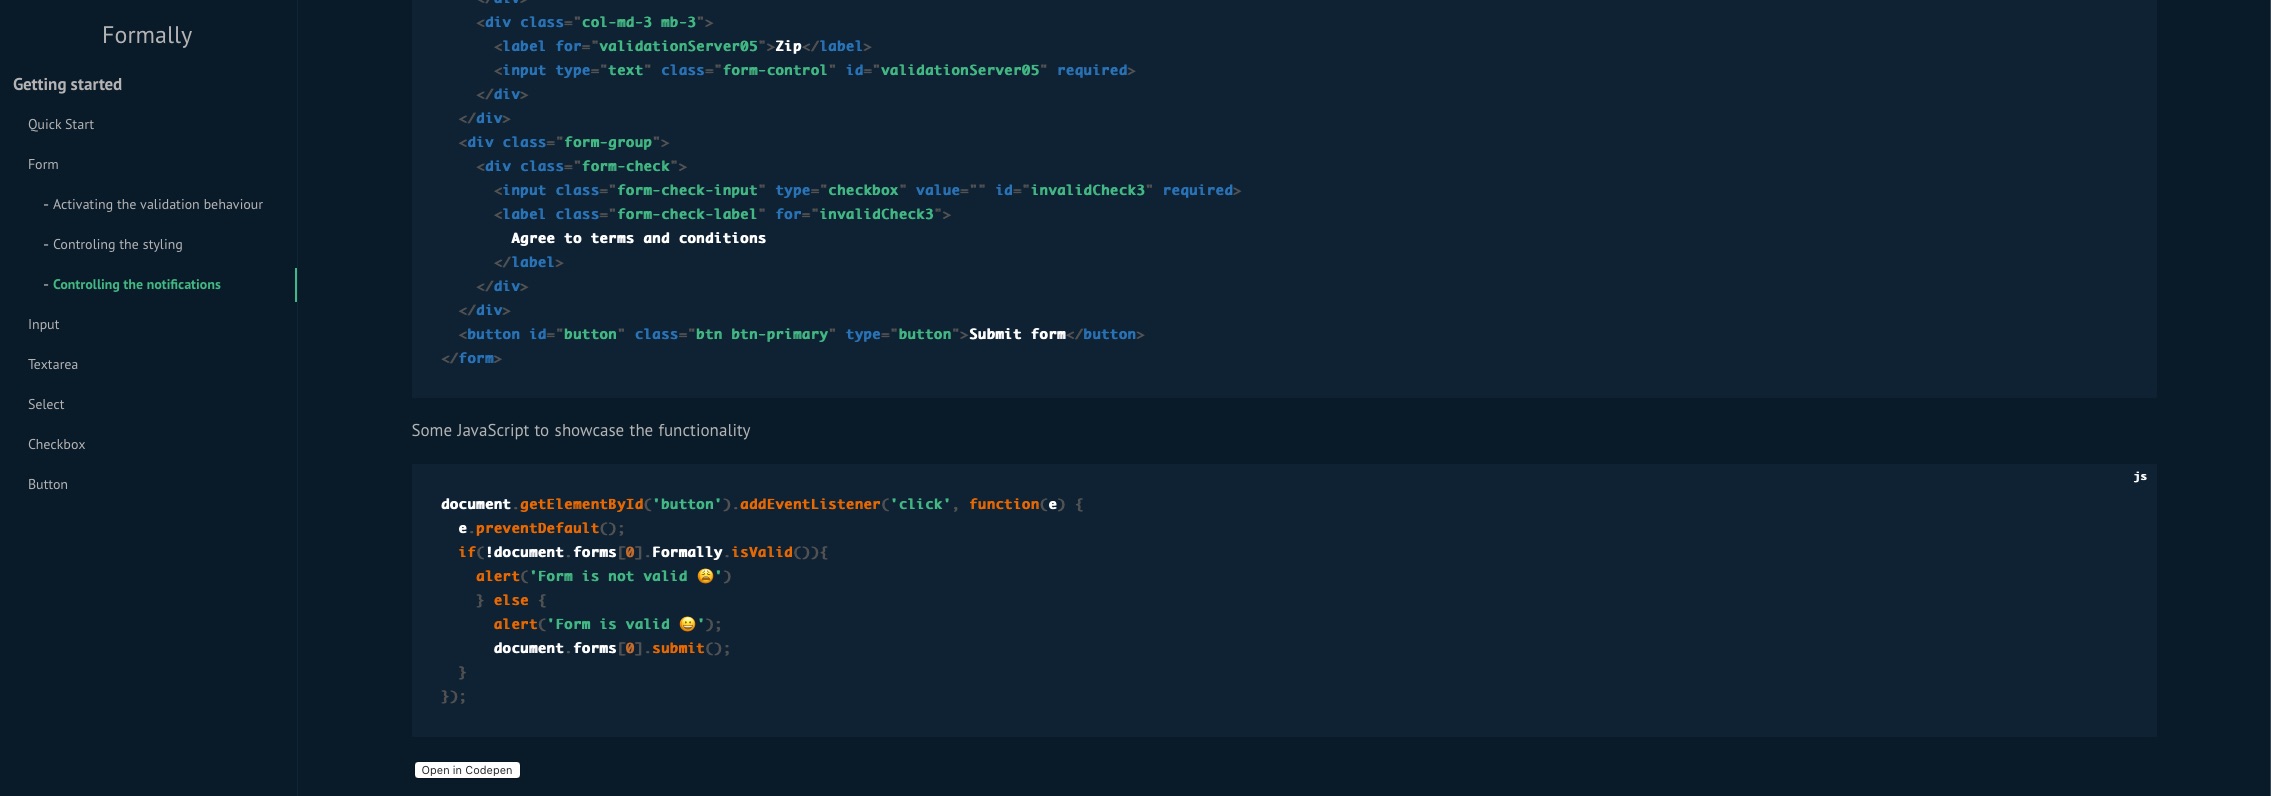 Formally
Getting started
Quick Start
Form
- Activating the validation behaviour
- Controling the styling
- Controlling the notifications
Input
Textarea
Select
Checkbox
Button
</div>
<div class="col-md-3 mb-3">
<label for="validationServer05">Zip</label>
<input type="text" class="form-control" id="validationServer05" required>
</div>
</div>
<div class="form-group">
<div class="form-check">
<input class="form-check-input" type="checkbox" value="" id="invalidCheck3" required>
<label class="form-check-label" for="invalidCheck3">
Agree to terms and conditions
</label>
</div>
</div>
<button id="button" class="btn btn-primary" type="button">Submit form</button>
</form>
Some JavaScript to showcase the functionality
js
document.getElementById('button').addEventListener('click', function(e) {
e.preventDefault();
if(!document.forms[0].Formally.isValid()){
alert('Form is not valid 😩')
} else {
alert('Form is valid 😀');
document.forms[0].submit();
}
});
Open in Codepen